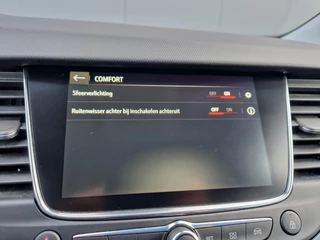 COMFORT
Sfeerverlichting OFF ON
Ruitenwisser achter bij inschakelen achteruit OFF ON